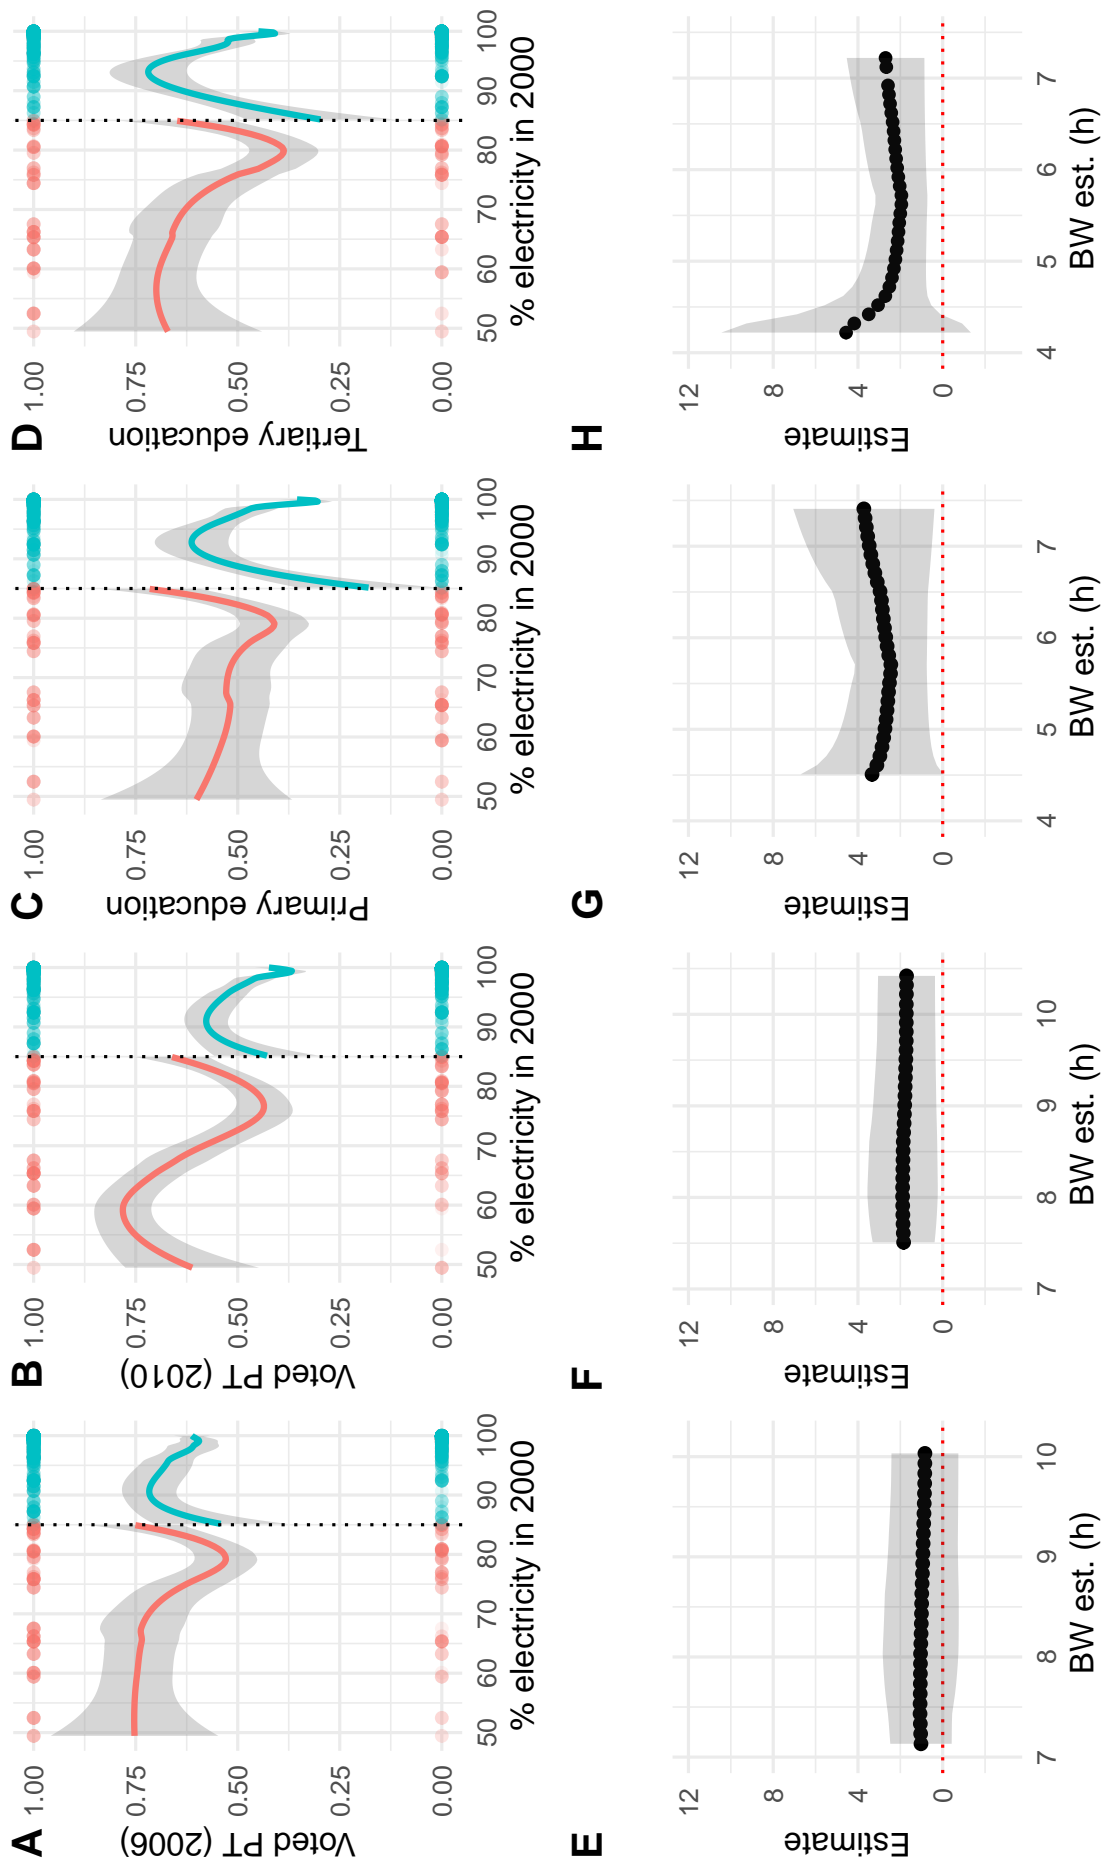 A
Voted PT (2006)
1.00
0.75
0.50
0.25
0.00
50 60 70 80 90 100
% electricity in 2000
B
Voted PT (2010)
1.00
0.75
0.50
0.25
0.00
50 60 70 80 90 100
% electricity in 2000
C
Primary education
1.00
0.75
0.50
0.25
0.00
50 60 70 80 90 100
% electricity in 2000
D
Tertiary education
1.00
0.75
0.50
0.25
0.00
50 60 70 80 90 100
% electricity in 2000
E
Estimate
12
8
4
0
7 8 9 10
BW est. (h)
F
Estimate
12
8
4
0
7 8 9 10
BW est. (h)
G
Estimate
12
8
4
0
4 5 6 7
BW est. (h)
H
Estimate
12
8
4
0
4 5 6 7
BW est. (h)